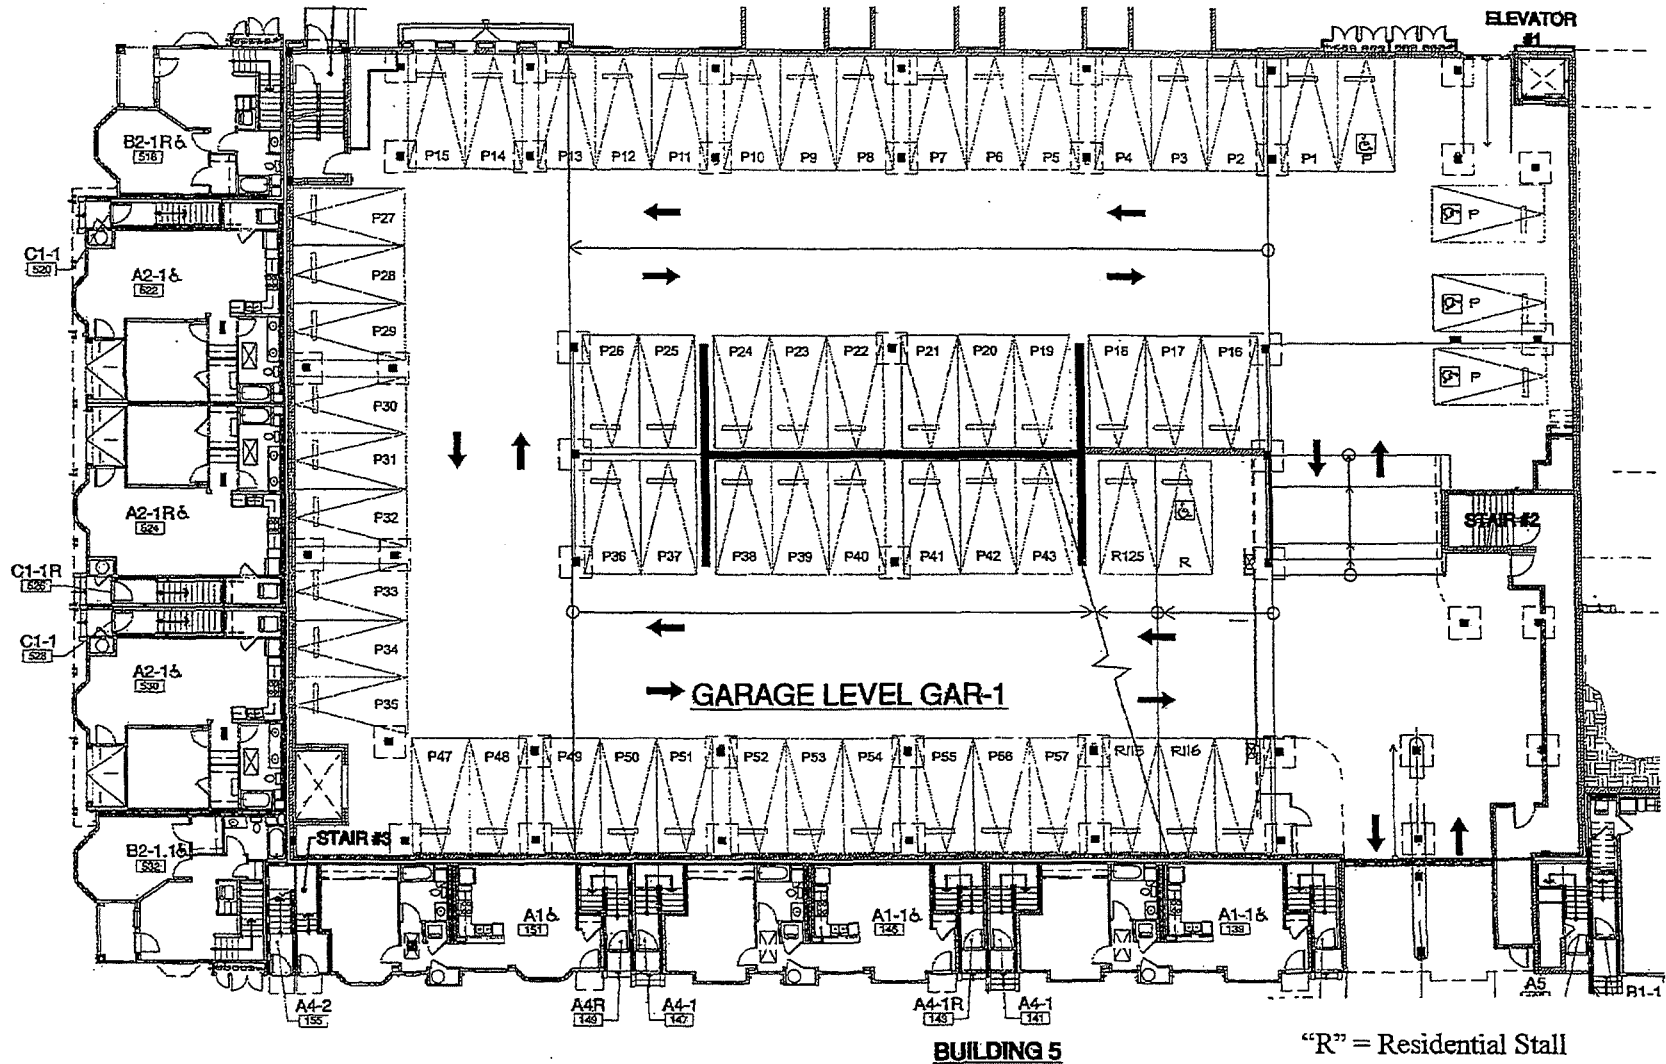 ELEVATOR
#1
B2-1R&
518
P15 P14 P13 P12 P11 P10 P9 P8 P7 P6 P5 P4 P3 P2 P1 P
P27
P
C1-1
520
A2-1&
522
P28
P
P29
P26 P25 P24 P23 P22 P21 P20 P19 P18 P17 P16
P
P30
P31
A2-1R&
524
P32
STAIR #2
P36 P37 P38 P39 P40 P41 P42 P43 R125 R
C1-1R
526
P33
C1-1
528
P34
A2-1&
530
GARAGE LEVEL GAR-1
P35
P47 P48 P49 P50 P51 P52 P53 P54 P55 P56 P57 R115 R116
STAIR #3
B2-1.1&
532
A1&
151
A1-1&
145
A1-1&
139
A4-2
155
A4R
149
A4-1
147
A4-1R
143
A4-1
141
A5
B1-1
BUILDING 5
“R” = Residential Stall